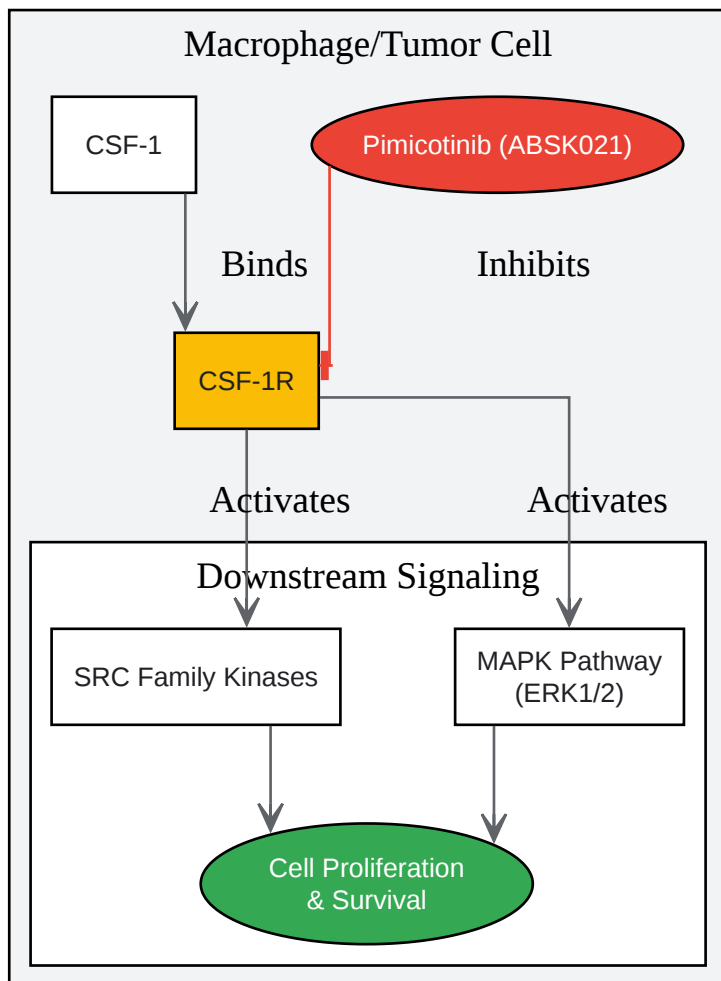 Macrophage/Tumor Cell
CSF-1
Pimicotinib (ABSK021)
Binds
Inhibits
CSF-1R
Activates
Activates
Downstream Signaling
SRC Family Kinases
MAPK Pathway
(ERK1/2)
Cell Proliferation
& Survival